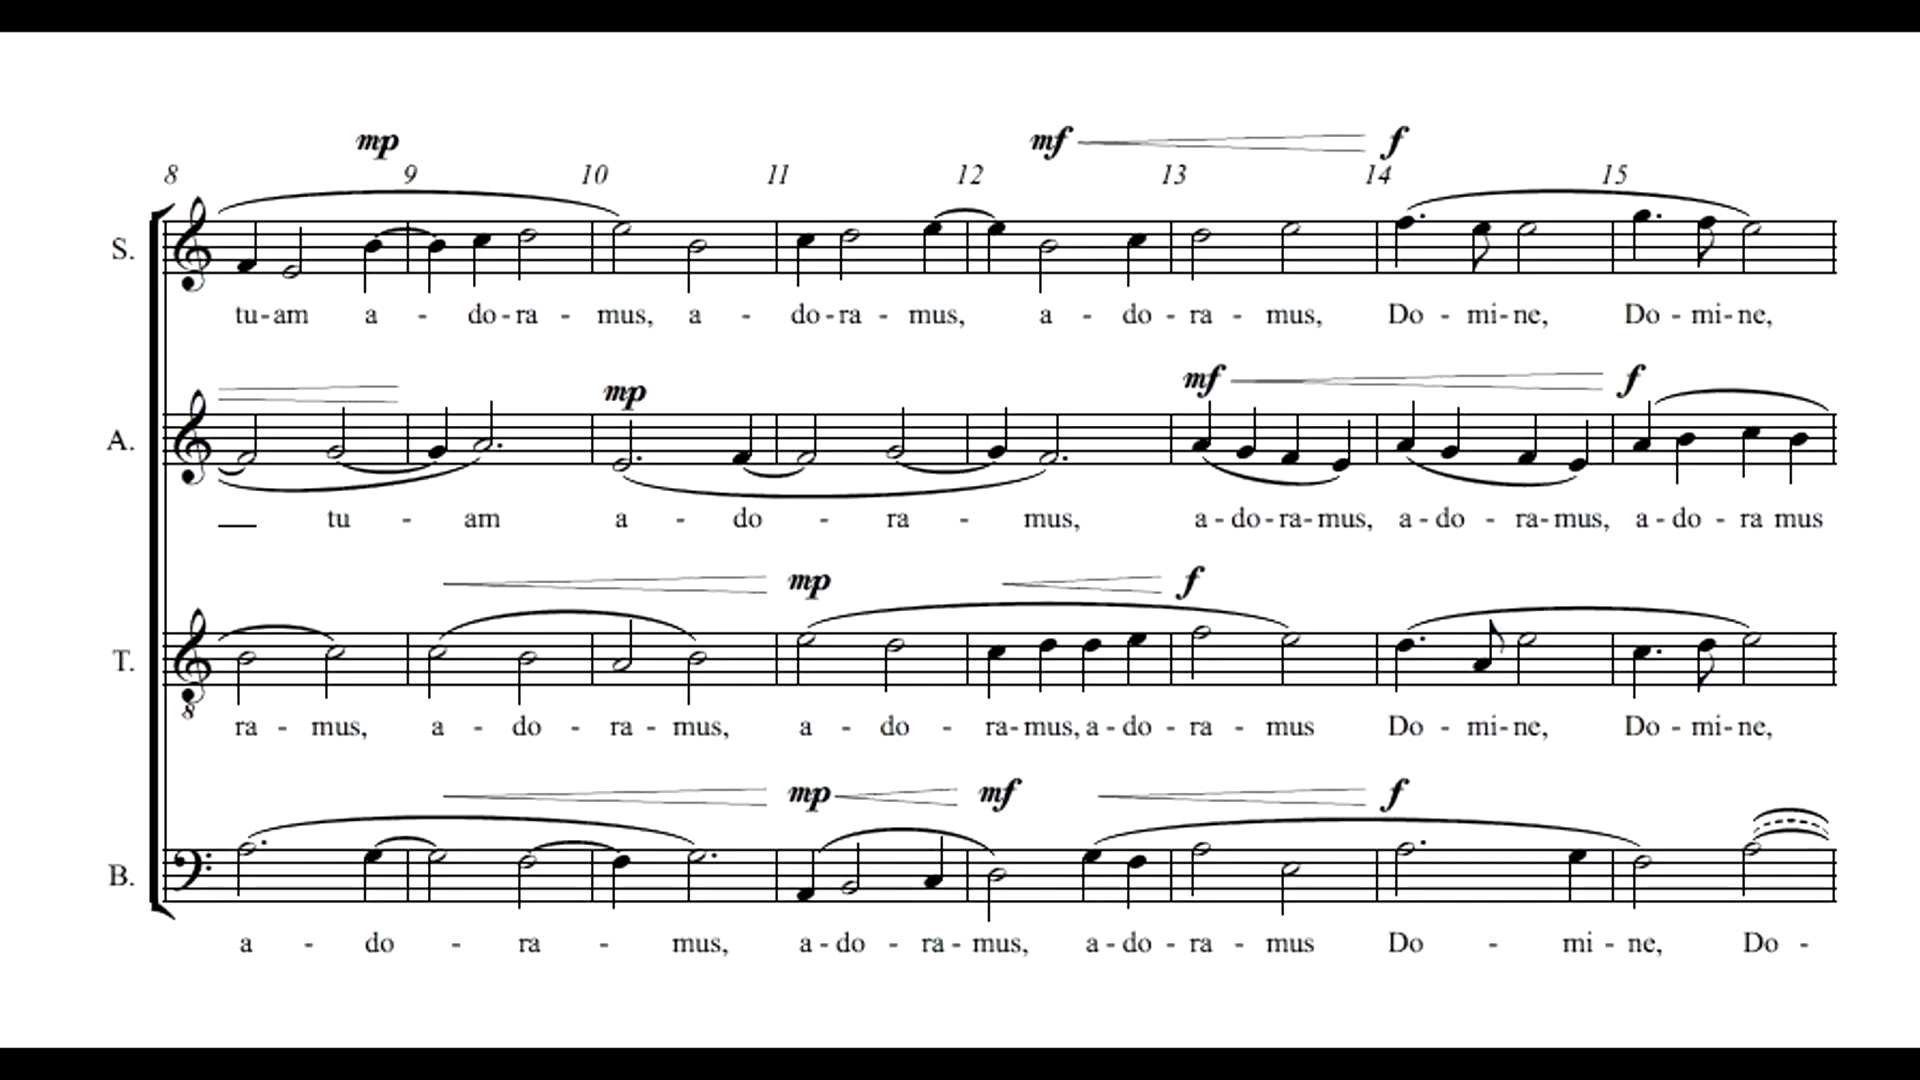 mp mf f
8 9 10 11 12 13 14 15
S.
tu-am a - do-ra - mus, a - do-ra - mus, a - do - ra - mus, Do - mi-ne, Do - mi-ne,
mp mf f
A.
tu - am a - do - ra - mus, a-do-ra-mus, a-do - ra-mus, a-do - ra mus
mp f
T.
8
ra - mus, a - do - ra - mus, a - do - ra-mus, a-do - ra - mus Do - mi-ne, Do - mi-ne,
mp mf f
B.
a - do - ra - mus, a-do - ra - mus, a-do - ra - mus Do - mi - ne, Do -